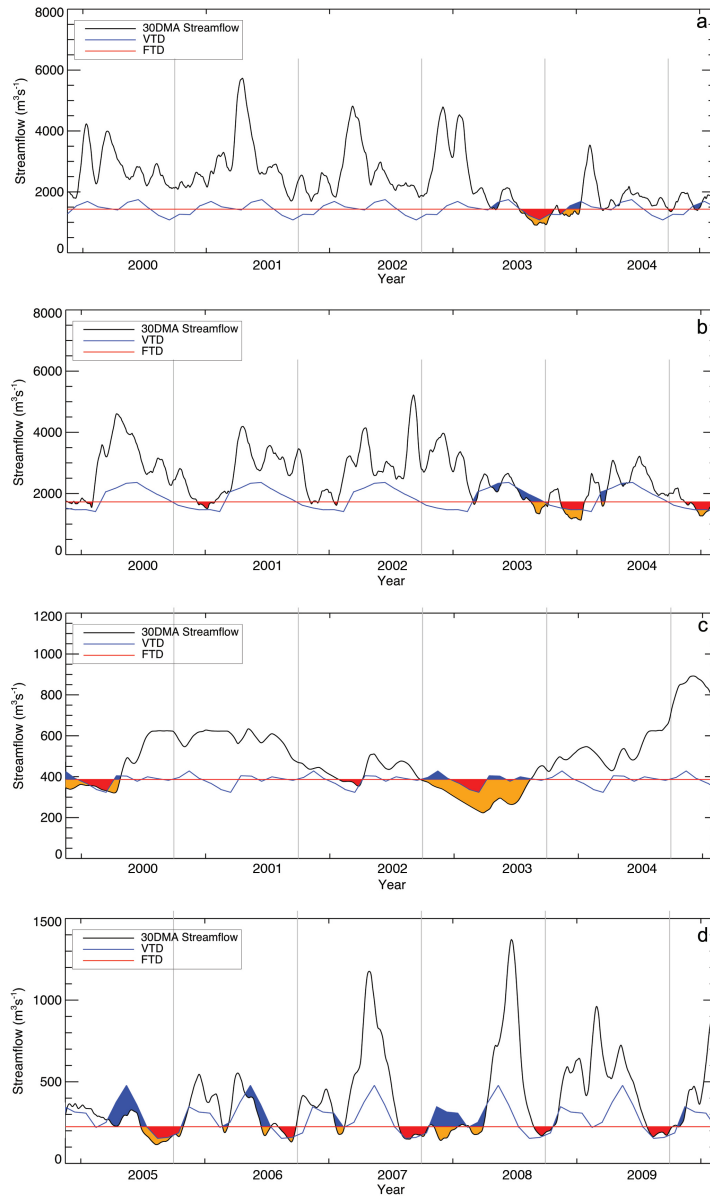 a
30DMA Streamflow
VTD
FTD
8000
6000
4000
2000
0
Streamflow (m³s⁻¹)
2000 2001 2002 2003 2004
Year
b
30DMA Streamflow
VTD
FTD
8000
6000
4000
2000
0
Streamflow (m³s⁻¹)
2000 2001 2002 2003 2004
Year
c
30DMA Streamflow
VTD
FTD
1200
1000
800
600
400
200
0
Streamflow (m³s⁻¹)
2000 2001 2002 2003 2004
Year
d
30DMA Streamflow
VTD
FTD
1500
1000
500
0
Streamflow (m³s⁻¹)
2005 2006 2007 2008 2009
Year